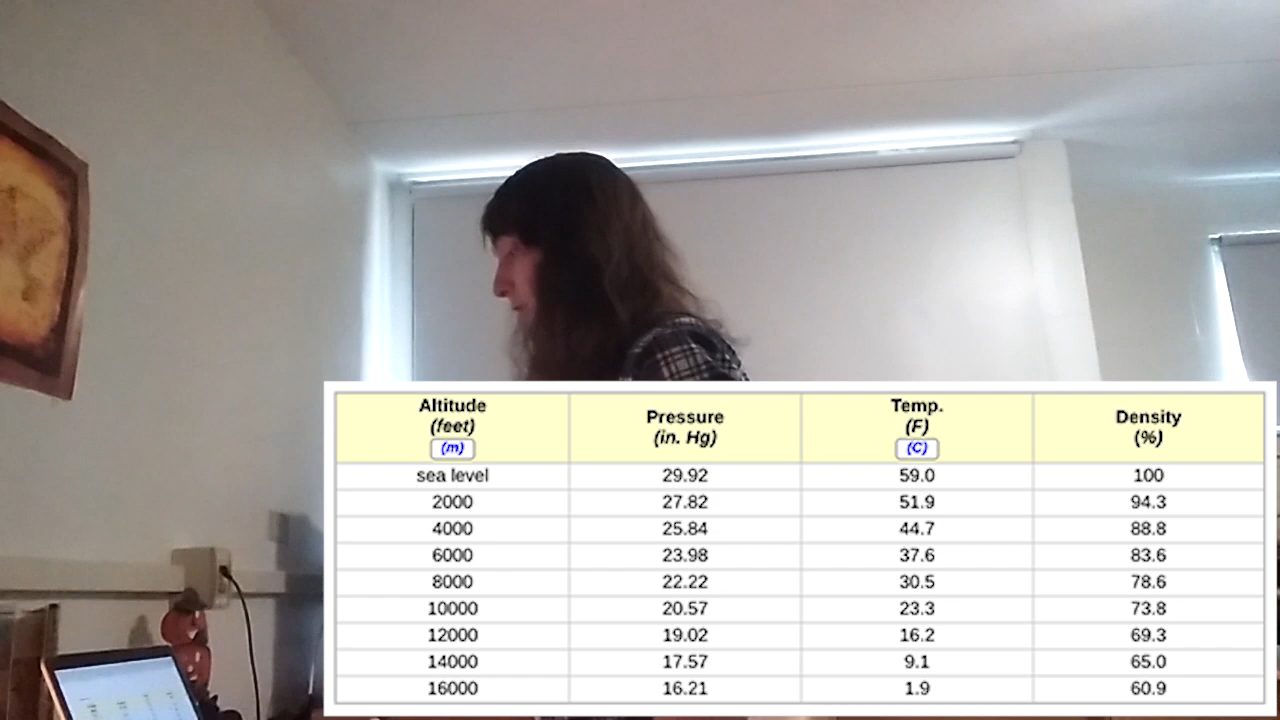 Altitude (feet) (m) Pressure (in. Hg) Temp. (F) (C) Density (%)
sea level 29.92 59.0 100
2000 27.82 51.9 94.3
4000 25.84 44.7 88.8
6000 23.98 37.6 83.6
8000 22.22 30.5 78.6
10000 20.57 23.3 73.8
12000 19.02 16.2 69.3
14000 17.57 9.1 65.0
16000 16.21 1.9 60.9